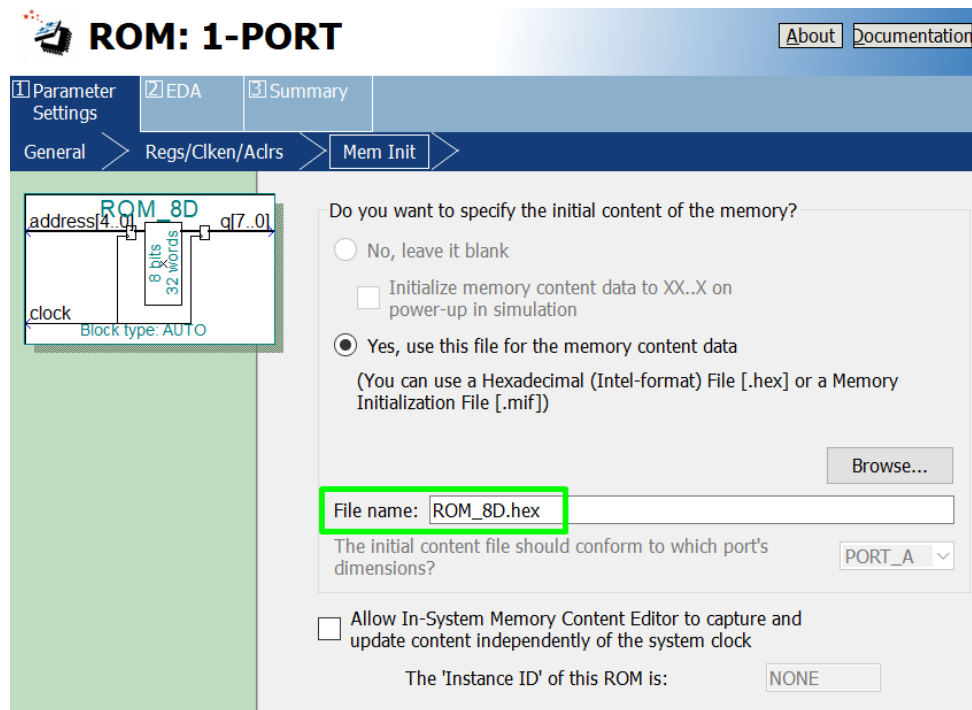 ROM: 1-PORT
About Documentation
1 Parameter Settings
2 EDA
3 Summary
General Regs/Clken/Aclrs Mem Init
ROM_8D
address[4..0] q[7..0]
8 bits
32 words
clock
Block type: AUTO
Do you want to specify the initial content of the memory?
No, leave it blank
Initialize memory content data to XX..X on
power-up in simulation
Yes, use this file for the memory content data
(You can use a Hexadecimal (Intel-format) File [.hex] or a Memory
Initialization File [.mif])
Browse...
File name: ROM_8D.hex
The initial content file should conform to which port's
dimensions?
PORT_A
Allow In-System Memory Content Editor to capture and
update content independently of the system clock
The 'Instance ID' of this ROM is: NONE